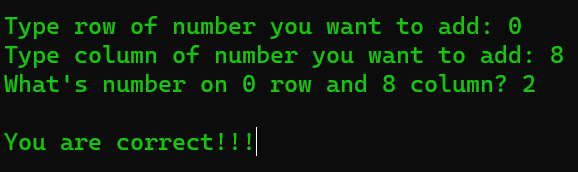 Type row of number you want to add: 0
Type column of number you want to add: 8
What's number on 0 row and 8 column? 2
You are correct!!!